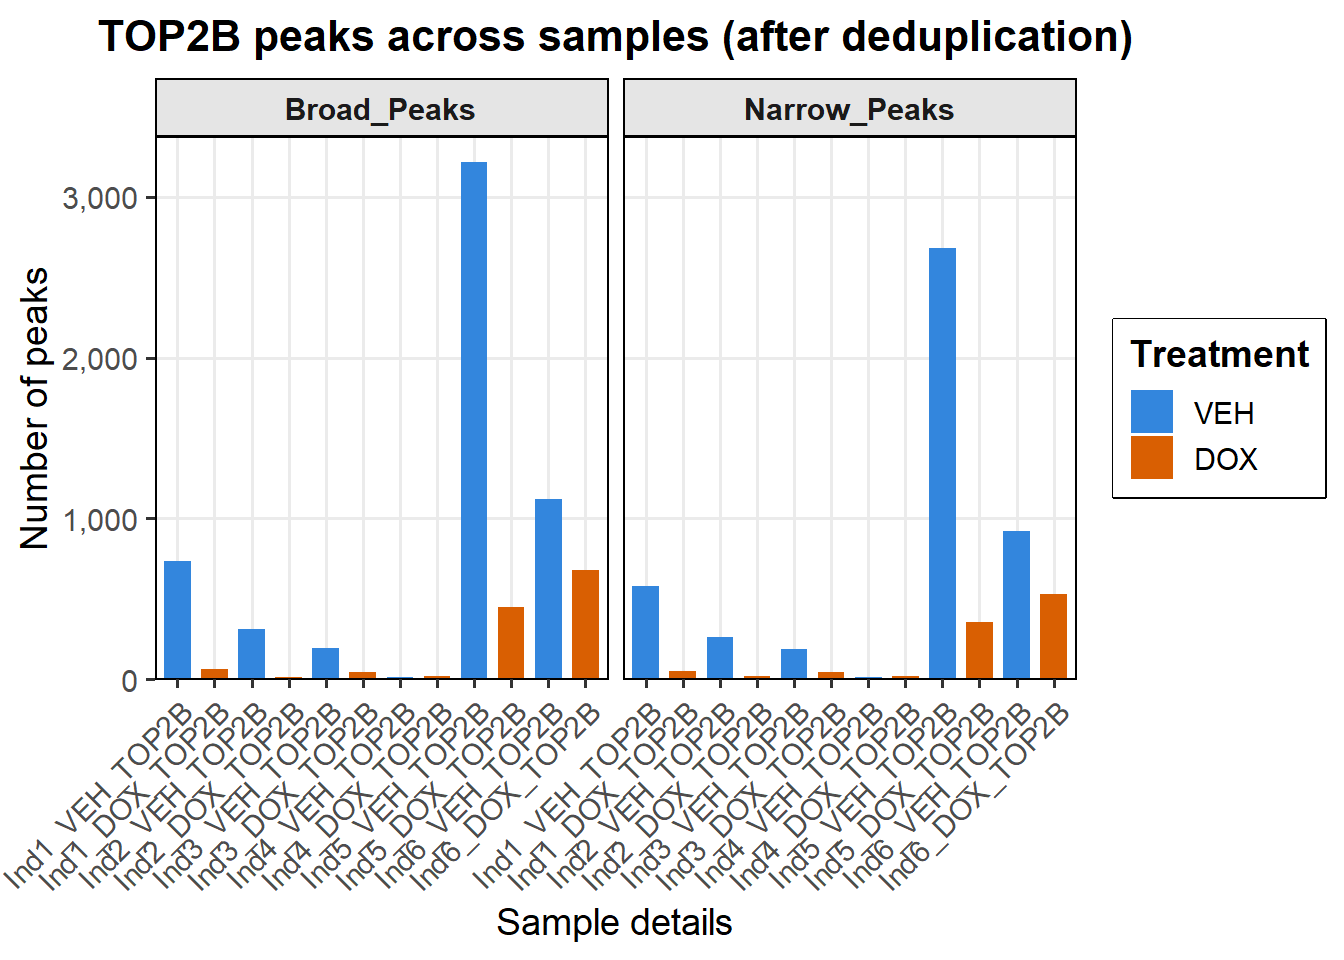 TOP2B peaks across samples (after deduplication)
Broad_Peaks
Narrow_Peaks
Number of peaks
3,000
2,000
1,000
0
Ind1_VEH_TOP2B
Ind1_DOX_TOP2B
Ind2_VEH_TOP2B
Ind2_DOX_TOP2B
Ind3_VEH_TOP2B
Ind3_DOX_TOP2B
Ind4_VEH_TOP2B
Ind4_DOX_TOP2B
Ind5_VEH_TOP2B
Ind5_DOX_TOP2B
Ind6_VEH_TOP2B
Ind6_DOX_TOP2B
Ind1_VEH_TOP2B
Ind1_DOX_TOP2B
Ind2_VEH_TOP2B
Ind2_DOX_TOP2B
Ind3_VEH_TOP2B
Ind3_DOX_TOP2B
Ind4_VEH_TOP2B
Ind4_DOX_TOP2B
Ind5_VEH_TOP2B
Ind5_DOX_TOP2B
Ind6_VEH_TOP2B
Ind6_DOX_TOP2B
Sample details
Treatment
VEH
DOX